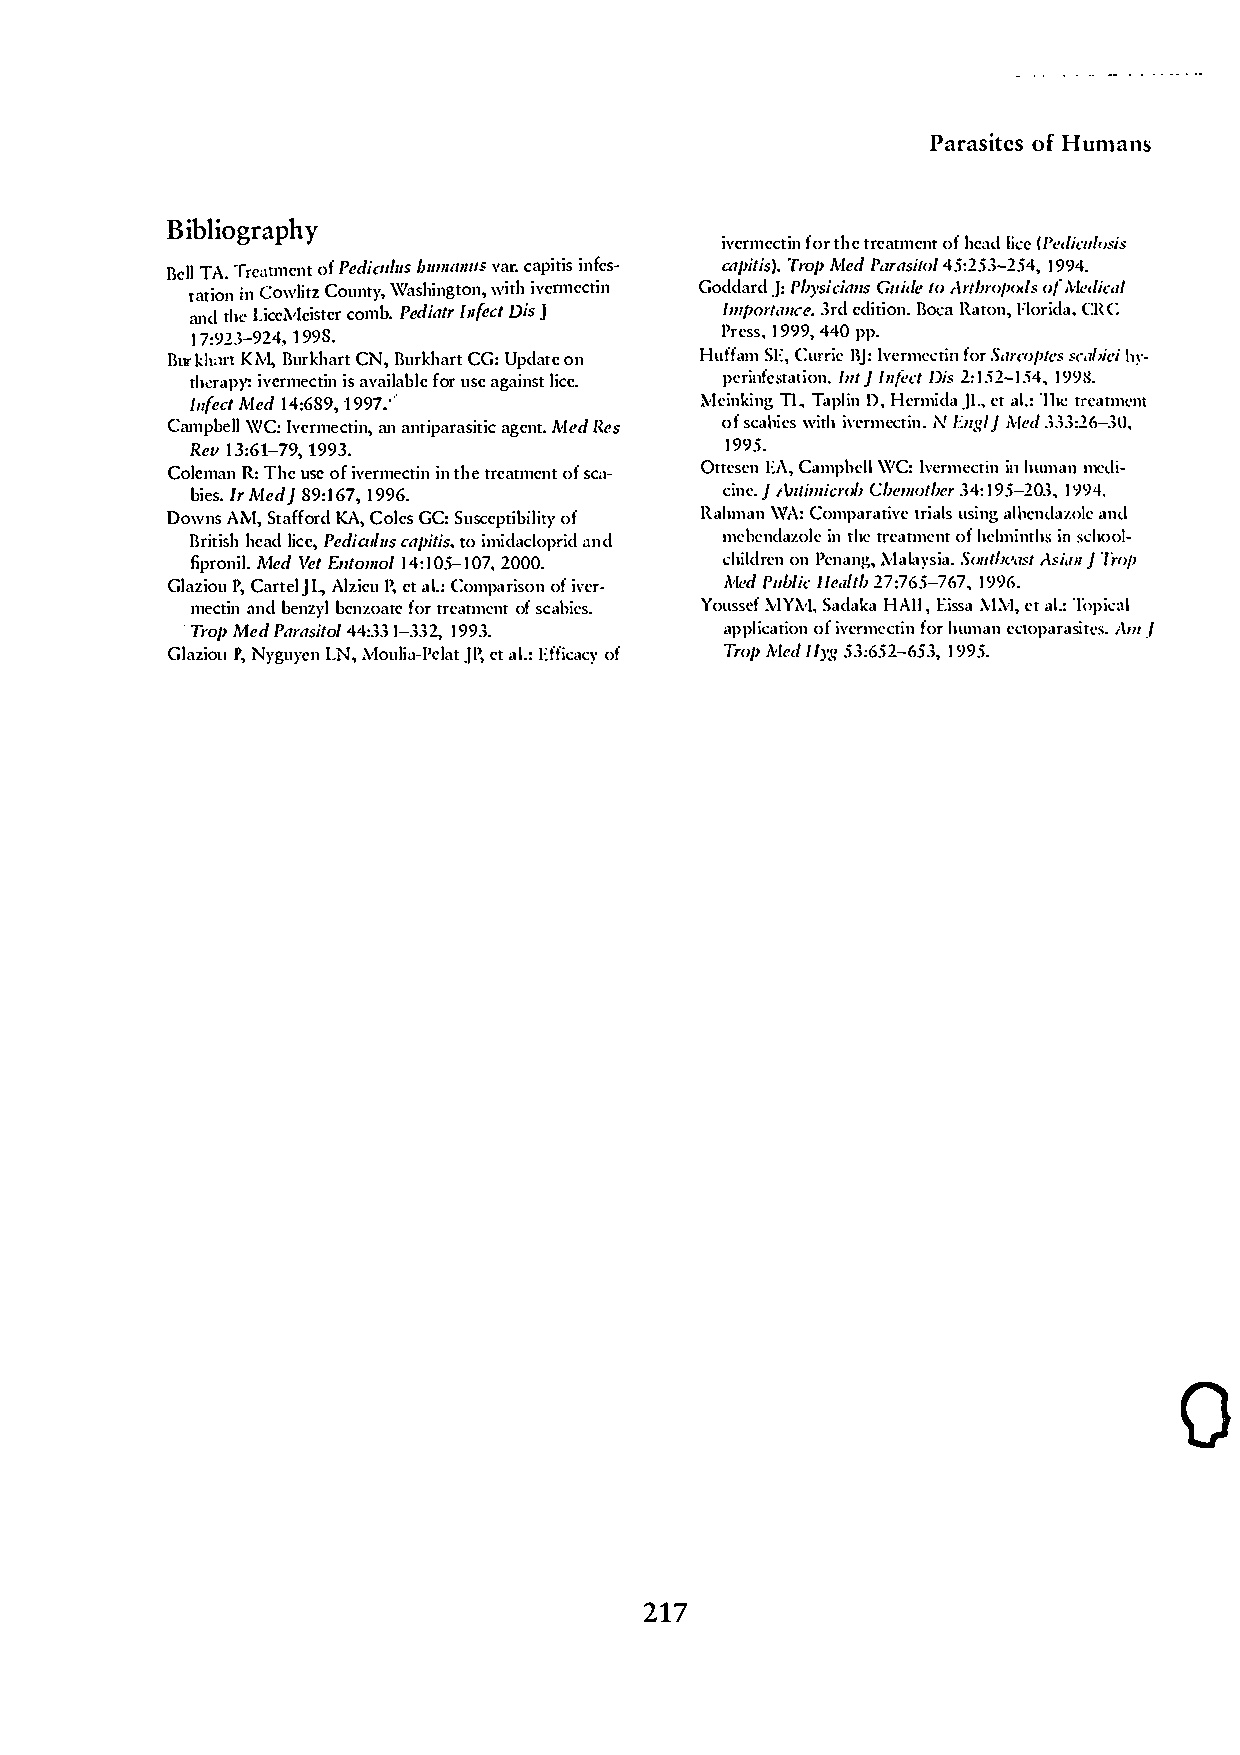 Parasites of Humans
Bibliography
Bell TA. Treatment of Pediculus humanus var. capitis infes-
tation in Cowlitz County, Washington, with ivermectin
and the LiceMeister comb. Pediatr Infect Dis J
17:923–924, 1998.
Burkhart KM, Burkhart CN, Burkhart CG: Update on
therapy: ivermectin is available for use against lice.
Infect Med 14:689, 1997.
Campbell WC: Ivermectin, an antiparasitic agent. Med Res
Rev 13:61–79, 1993.
Coleman R: The use of ivermectin in the treatment of sca-
bies. Ir Med J 89:167, 1996.
Downs AM, Stafford KA, Coles GC: Susceptibility of
British head lice, Pediculus capitis, to imidacloprid and
fipronil. Med Vet Entomol 14:105–107, 2000.
Glaziou P, Cartel JL, Alzieu P, et al.: Comparison of iver-
mectin and benzyl benzoate for treatment of scabies.
Trop Med Parasitol 44:331–332, 1993.
Glaziou P, Nyguyen LN, Moulia-Pelat JP, et al.: Efficacy of
ivermectin for the treatment of head lice (Pediculosis
capitis). Trop Med Parasitol 45:253–254, 1994.
Goddard J: Physicians Guide to Arthropods of Medical
Importance. 3rd edition. Boca Raton, Florida, CRC
Press, 1999, 440 pp.
Huffam SE, Currie BJ: Ivermectin for Sarcoptes scabiei hy-
perinfestation. Int J Infect Dis 2:152–154, 1998.
Meinking TL, Taplin D, Hermida JL, et al.: The treatment
of scabies with ivermectin. N Engl J Med 333:26–30,
1995.
Ottesen EA, Campbell WC: Ivermectin in human medi-
cine. J Antimicrob Chemother 34:195–203, 1994.
Rahman WA: Comparative trials using albendazole and
mebendazole in the treatment of helminths in school-
children on Penang, Malaysia. Southeast Asian J Trop
Med Public Health 27:765–767, 1996.
Youssef MYM, Sadaka HAH, Eissa MM, et al.: Topical
application of ivermectin for human ectoparasites. Am J
Trop Med Hyg 53:652–653, 1995.
217